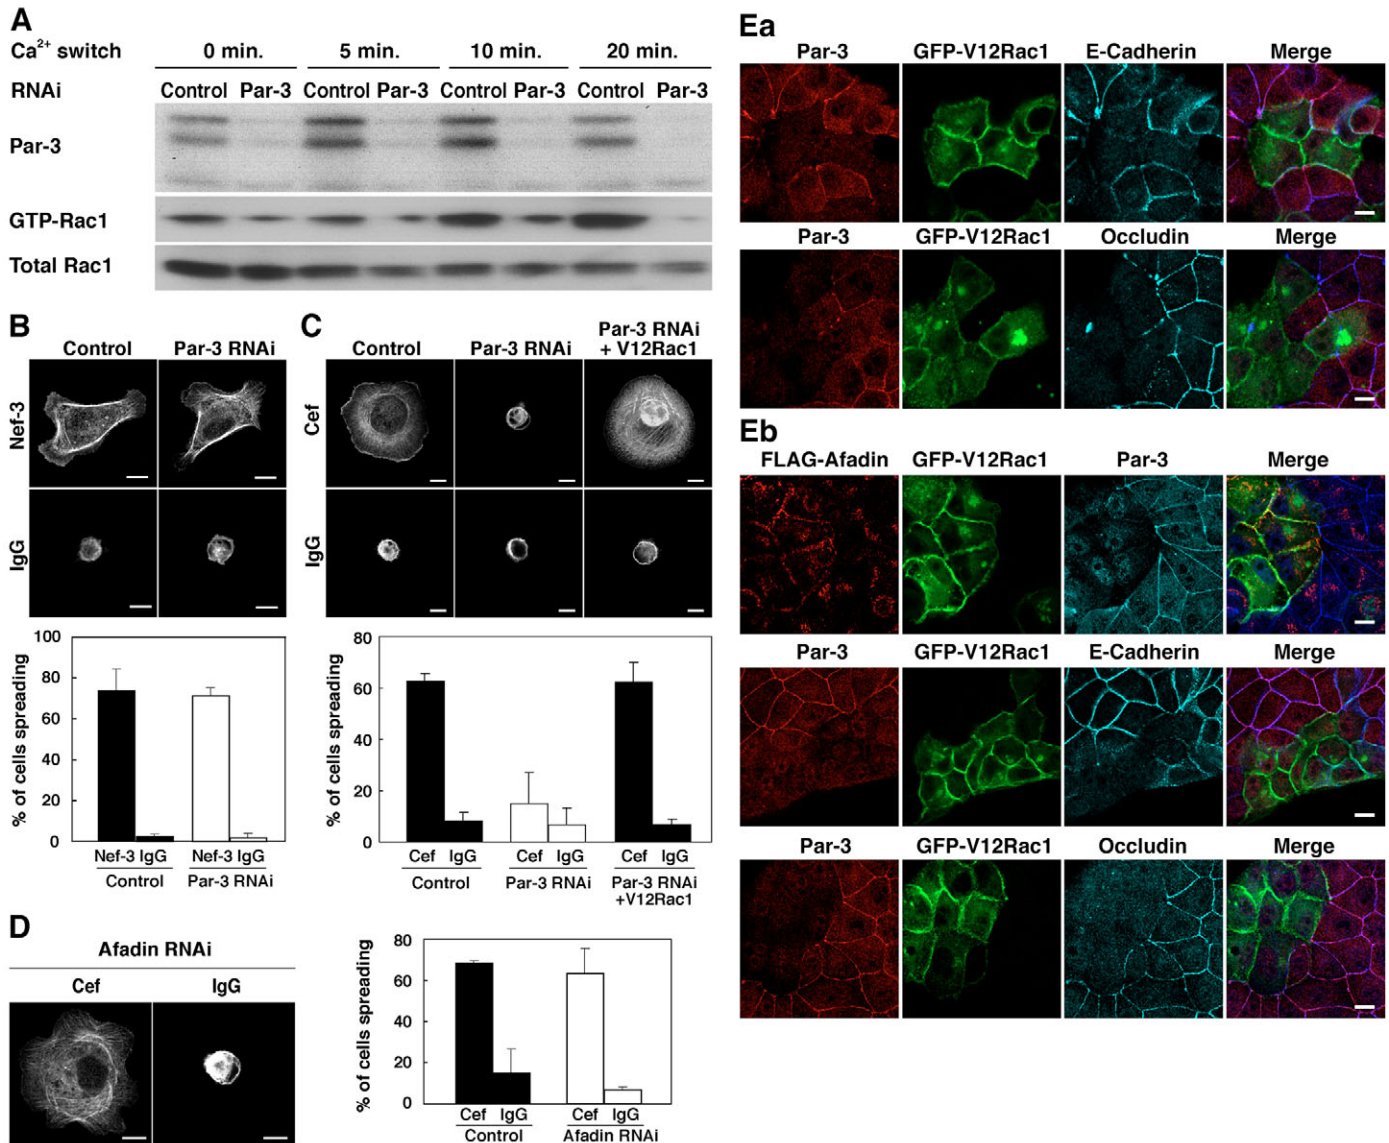 A
Ca²⁺ switch 0 min. 5 min. 10 min. 20 min.
RNAi Control Par-3 Control Par-3 Control Par-3 Control Par-3
Par-3
GTP-Rac1
Total Rac1
B
Control Par-3 RNAi
Nef-3
IgG
% of cells spreading
100
80
60
40
20
0
Nef-3 IgG Nef-3 IgG
Control Par-3 RNAi
C
Control Par-3 RNAi Par-3 RNAi
+ V12Rac1
Cef
IgG
% of cells spreading
80
60
40
20
0
Cef IgG Cef IgG Cef IgG
Control Par-3 RNAi Par-3 RNAi
+V12Rac1
D
Afadin RNAi
Cef IgG
% of cells spreading
80
60
40
20
0
Cef IgG Cef IgG
Control Afadin RNAi
Ea
Par-3 GFP-V12Rac1 E-Cadherin Merge
Par-3 GFP-V12Rac1 Occludin Merge
Eb
FLAG-Afadin GFP-V12Rac1 Par-3 Merge
Par-3 GFP-V12Rac1 E-Cadherin Merge
Par-3 GFP-V12Rac1 Occludin Merge